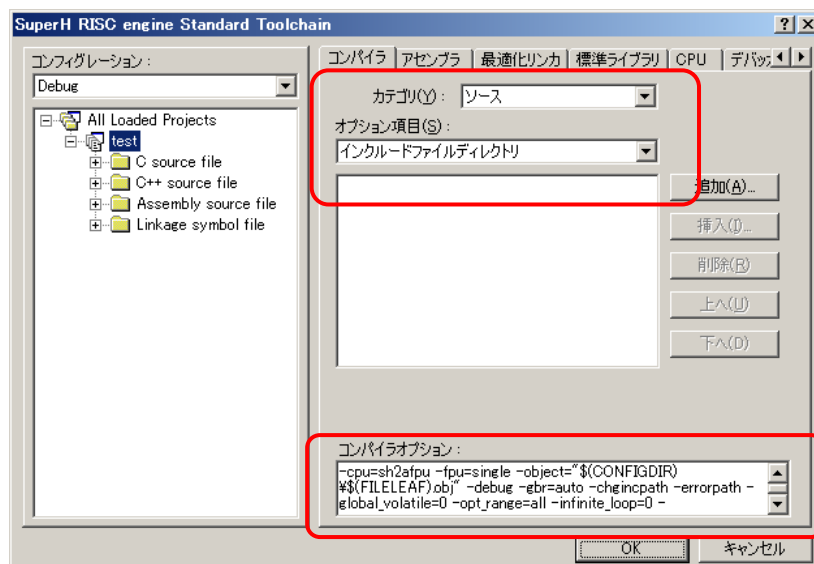 SuperH RISC engine Standard Toolchain
コンフィグレーション :
Debug
All Loaded Projects
test
C source file
C++ source file
Assembly source file
Linkage symbol file
コンパイラ アセンブラ 最適化リンカ 標準ライブラリ CPU デバッ
カテゴリ(Y) : ソース
オプション項目(S) :
インクルードファイルディレクトリ
追加(A)...
挿入(I)...
削除(R)
上へ(U)
下へ(D)
コンパイラオプション :
-cpu=sh2afpu -fpu=single -object="$(CONFIGDIR)
¥$(FILELEAF).obj" -debug -gbr=auto -chgincpath -errorpath -
global_volatile=0 -opt_range=all -infinite_loop=0 -
OK キャンセル